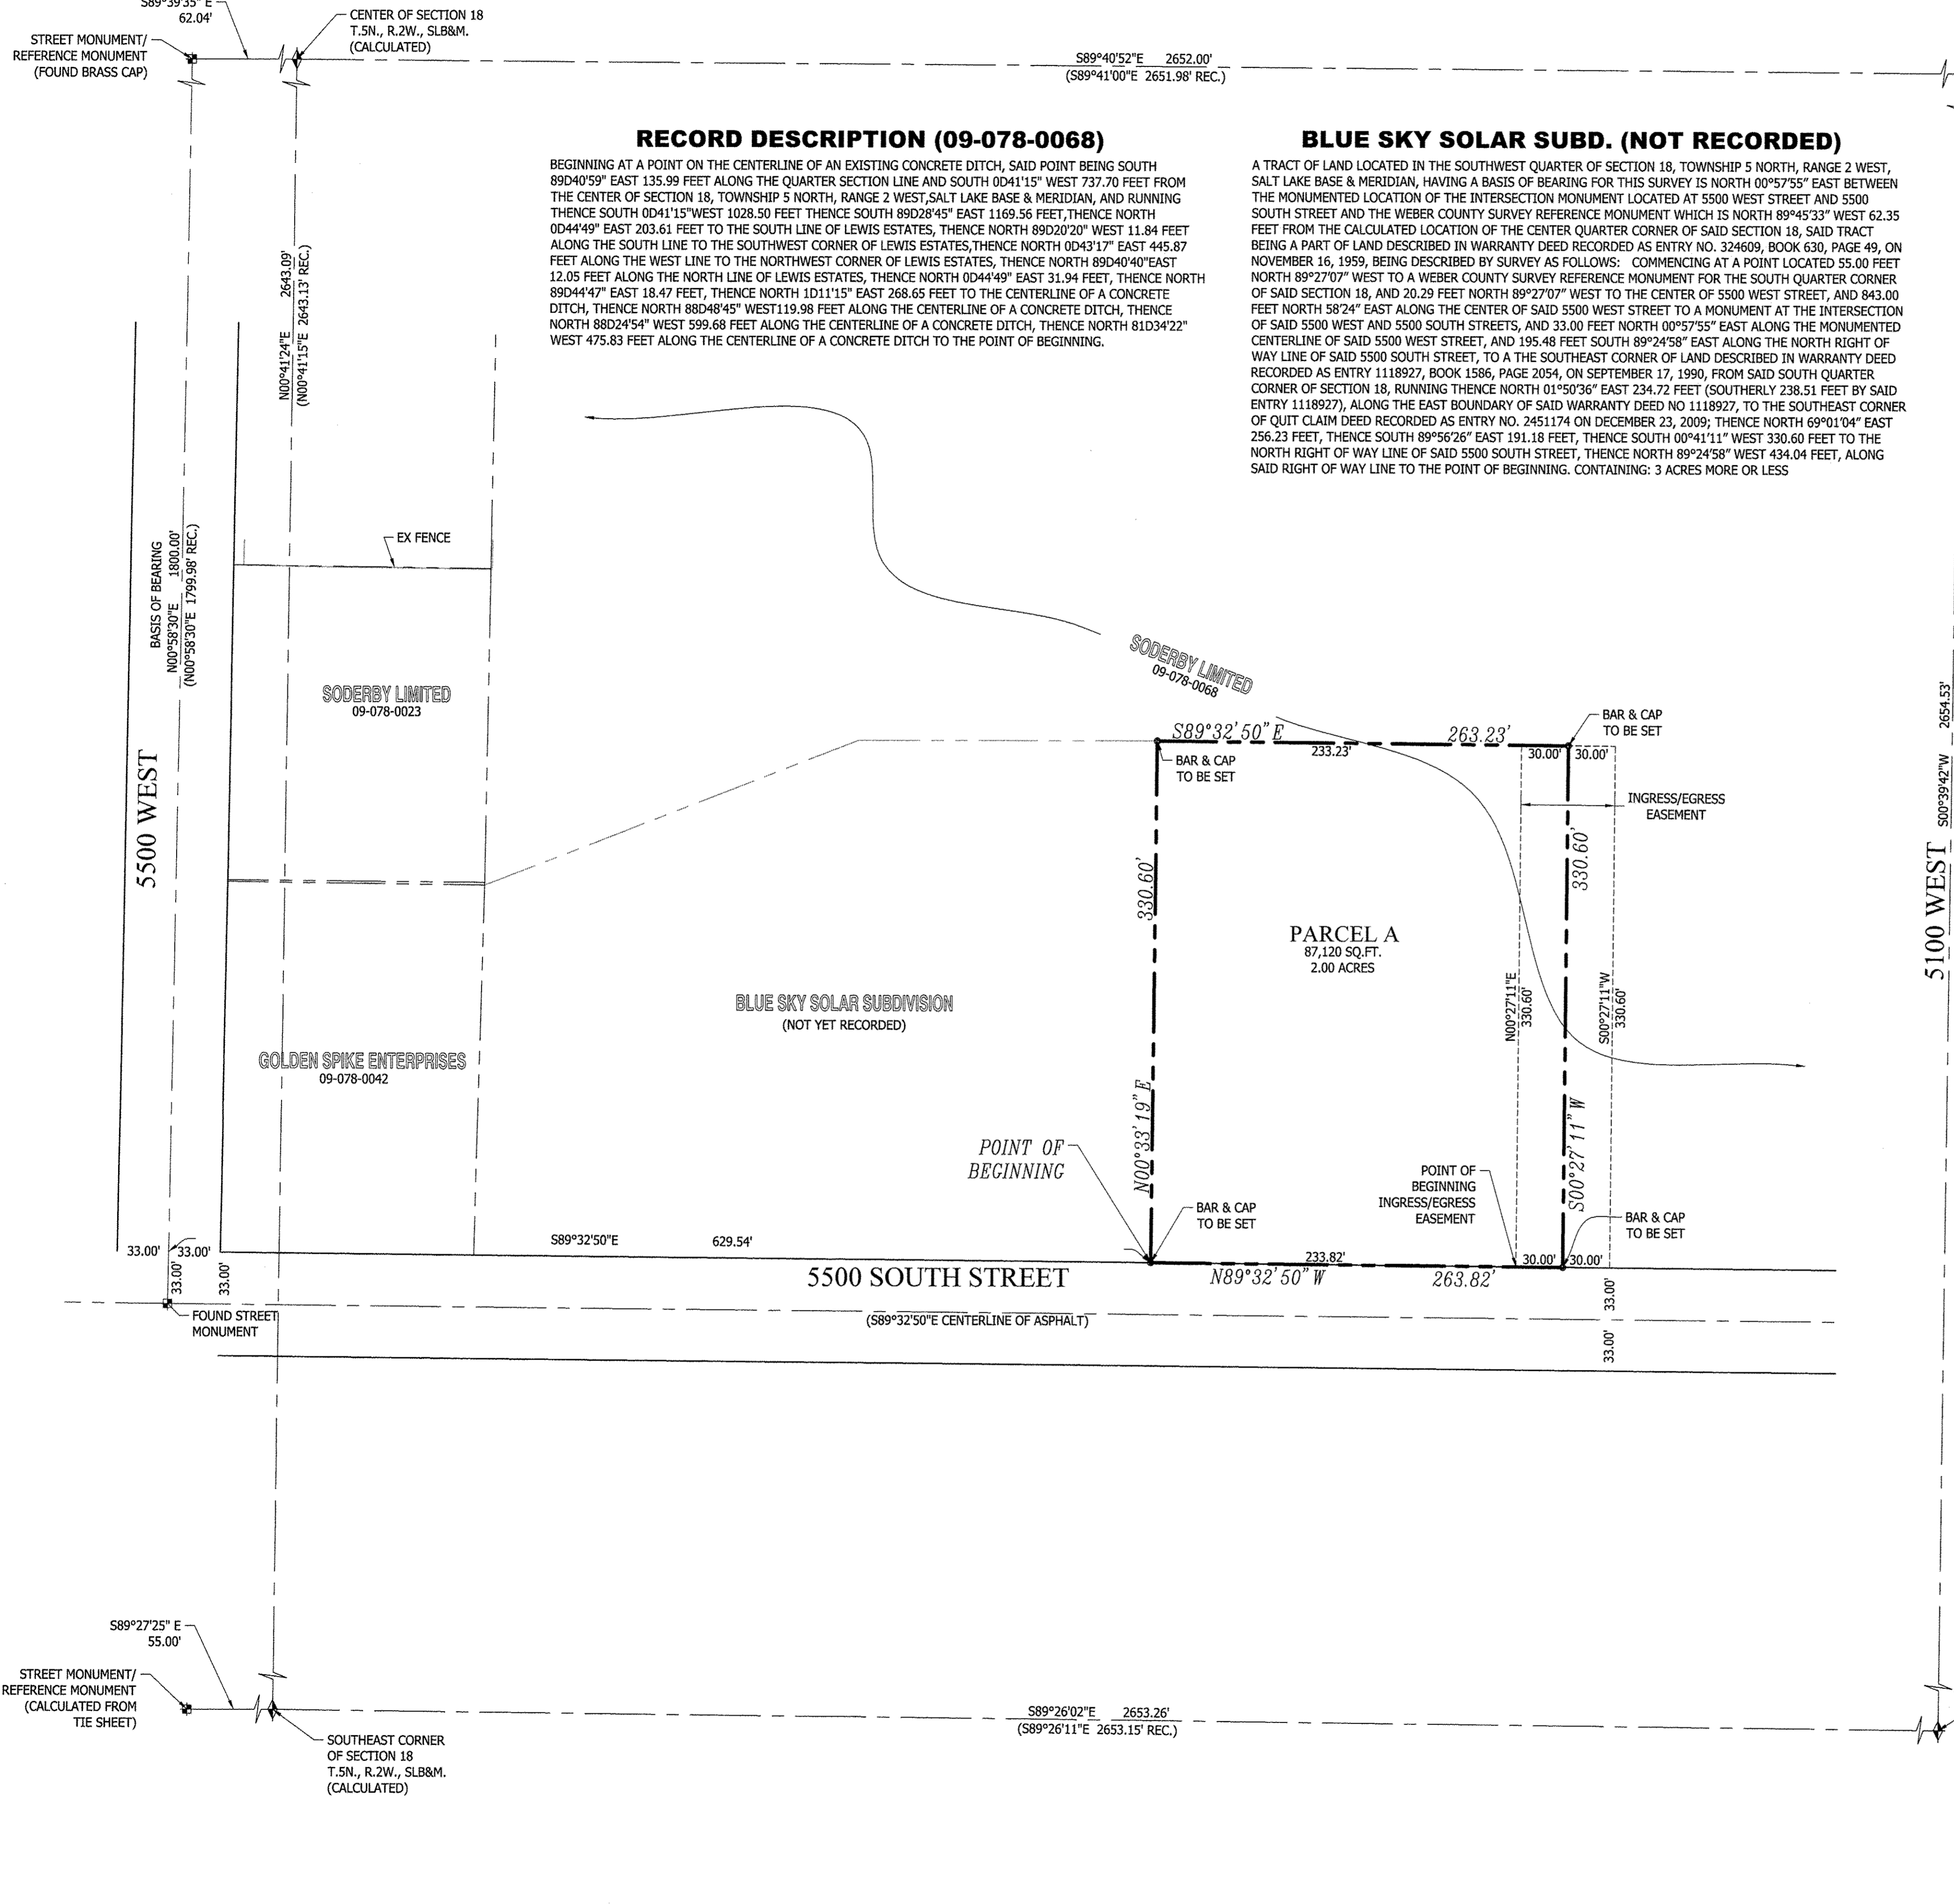 S89°39'35" E
62.04'
STREET MONUMENT/
REFERENCE MONUMENT
(FOUND BRASS CAP)
CENTER OF SECTION 18
T.5N., R.2W., SLB&M.
(CALCULATED)
S89°40'52"E 2652.00'
(S89°41'00"E 2651.98' REC.)
RECORD DESCRIPTION (09-078-0068)
BEGINNING AT A POINT ON THE CENTERLINE OF AN EXISTING CONCRETE DITCH, SAID POINT BEING SOUTH
89D40'59" EAST 135.99 FEET ALONG THE QUARTER SECTION LINE AND SOUTH 0D41'15" WEST 737.70 FEET FROM
THE CENTER OF SECTION 18, TOWNSHIP 5 NORTH, RANGE 2 WEST,SALT LAKE BASE & MERIDIAN, AND RUNNING
THENCE SOUTH 0D41'15"WEST 1028.50 FEET THENCE SOUTH 89D28'45" EAST 1169.56 FEET,THENCE NORTH
0D44'49" EAST 203.61 FEET TO THE SOUTH LINE OF LEWIS ESTATES, THENCE NORTH 89D20'20" WEST 11.84 FEET
ALONG THE SOUTH LINE TO THE SOUTHWEST CORNER OF LEWIS ESTATES,THENCE NORTH 0D43'17" EAST 445.87
FEET ALONG THE WEST LINE TO THE NORTHWEST CORNER OF LEWIS ESTATES, THENCE NORTH 89D40'40"EAST
12.05 FEET ALONG THE NORTH LINE OF LEWIS ESTATES, THENCE NORTH 0D44'49" EAST 31.94 FEET, THENCE NORTH
89D44'47" EAST 18.47 FEET, THENCE NORTH 1D11'15" EAST 268.65 FEET TO THE CENTERLINE OF A CONCRETE
DITCH, THENCE NORTH 88D48'45" WEST119.98 FEET ALONG THE CENTERLINE OF A CONCRETE DITCH, THENCE
NORTH 88D24'54" WEST 599.68 FEET ALONG THE CENTERLINE OF A CONCRETE DITCH, THENCE NORTH 81D34'22"
WEST 475.83 FEET ALONG THE CENTERLINE OF A CONCRETE DITCH TO THE POINT OF BEGINNING.
BLUE SKY SOLAR SUBD. (NOT RECORDED)
A TRACT OF LAND LOCATED IN THE SOUTHWEST QUARTER OF SECTION 18, TOWNSHIP 5 NORTH, RANGE 2 WEST,
SALT LAKE BASE & MERIDIAN, HAVING A BASIS OF BEARING FOR THIS SURVEY IS NORTH 00°57'55" EAST BETWEEN
THE MONUMENTED LOCATION OF THE INTERSECTION MONUMENT LOCATED AT 5500 WEST STREET AND 5500
SOUTH STREET AND THE WEBER COUNTY SURVEY REFERENCE MONUMENT WHICH IS NORTH 89°45'33" WEST 62.35
FEET FROM THE CALCULATED LOCATION OF THE CENTER QUARTER CORNER OF SAID SECTION 18, SAID TRACT
BEING A PART OF LAND DESCRIBED IN WARRANTY DEED RECORDED AS ENTRY NO. 324609, BOOK 630, PAGE 49, ON
NOVEMBER 16, 1959, BEING DESCRIBED BY SURVEY AS FOLLOWS: COMMENCING AT A POINT LOCATED 55.00 FEET
NORTH 89°27'07" WEST TO A WEBER COUNTY SURVEY REFERENCE MONUMENT FOR THE SOUTH QUARTER CORNER
OF SAID SECTION 18, AND 20.29 FEET NORTH 89°27'07" WEST TO THE CENTER OF 5500 WEST STREET, AND 843.00
FEET NORTH 58'24" EAST ALONG THE CENTER OF SAID 5500 WEST STREET TO A MONUMENT AT THE INTERSECTION
OF SAID 5500 WEST AND 5500 SOUTH STREETS, AND 33.00 FEET NORTH 00°57'55" EAST ALONG THE MONUMENTED
CENTERLINE OF SAID 5500 WEST STREET, AND 195.48 FEET SOUTH 89°24'58" EAST ALONG THE NORTH RIGHT OF
WAY LINE OF SAID 5500 SOUTH STREET, TO A THE SOUTHEAST CORNER OF LAND DESCRIBED IN WARRANTY DEED
RECORDED AS ENTRY 1118927, BOOK 1586, PAGE 2054, ON SEPTEMBER 17, 1990, FROM SAID SOUTH QUARTER
CORNER OF SECTION 18, RUNNING THENCE NORTH 01°50'36" EAST 234.72 FEET (SOUTHERLY 238.51 FEET BY SAID
ENTRY 1118927), ALONG THE EAST BOUNDARY OF SAID WARRANTY DEED NO 1118927, TO THE SOUTHEAST CORNER
OF QUIT CLAIM DEED RECORDED AS ENTRY NO. 2451174 ON DECEMBER 23, 2009; THENCE NORTH 69°01'04" EAST
256.23 FEET, THENCE SOUTH 89°56'26" EAST 191.18 FEET, THENCE SOUTH 00°41'11" WEST 330.60 FEET TO THE
NORTH RIGHT OF WAY LINE OF SAID 5500 SOUTH STREET, THENCE NORTH 89°24'58" WEST 434.04 FEET, ALONG
SAID RIGHT OF WAY LINE TO THE POINT OF BEGINNING. CONTAINING: 3 ACRES MORE OR LESS
N00°41'24"E 2643.09'
(N00°41'15"E 2643.13' REC.)
BASIS OF BEARING
N00°58'30"E 1800.00'
(N00°58'30"E 1799.98' REC.)
EX FENCE
SODERBY LIMITED
09-078-0023
SODERBY LIMITED
09-078-0068
5500 WEST
S89°32'50" E 263.23'
233.23'
30.00'
30.00'
BAR & CAP
TO BE SET
BAR & CAP
TO BE SET
INGRESS/EGRESS
EASEMENT
330.60'
330.60'
PARCEL A
87,120 SQ.FT.
2.00 ACRES
N00°27'11"E
330.60'
S00°27'11"W
330.60'
5100 WEST
S00°39'42"W 2654.53'
BLUE SKY SOLAR SUBDIVISION
(NOT YET RECORDED)
GOLDEN SPIKE ENTERPRISES
09-078-0042
N00°33'19" E
S00°27'11" W
POINT OF
BEGINNING
POINT OF
BEGINNING
INGRESS/EGRESS
EASEMENT
BAR & CAP
TO BE SET
BAR & CAP
TO BE SET
33.00'
33.00'
33.00'
33.00'
S89°32'50"E 629.54'
233.82'
30.00'
30.00'
5500 SOUTH STREET
N89°32'50" W 263.82'
33.00'
33.00'
FOUND STREET
MONUMENT
(S89°32'50"E CENTERLINE OF ASPHALT)
S89°27'25" E
55.00'
STREET MONUMENT/
REFERENCE MONUMENT
(CALCULATED FROM
TIE SHEET)
SOUTHEAST CORNER
OF SECTION 18
T.5N., R.2W., SLB&M.
(CALCULATED)
S89°26'02"E 2653.26'
(S89°26'11"E 2653.15' REC.)